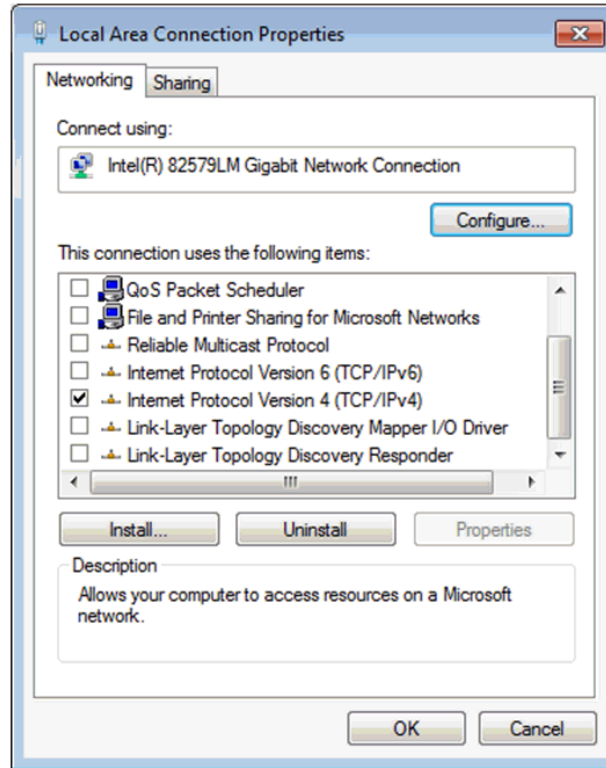 Local Area Connection Properties
Networking
Sharing
Connect using:
Intel(R) 82579LM Gigabit Network Connection
Configure...
This connection uses the following items:
QoS Packet Scheduler
File and Printer Sharing for Microsoft Networks
Reliable Multicast Protocol
Internet Protocol Version 6 (TCP/IPv6)
Internet Protocol Version 4 (TCP/IPv4)
Link-Layer Topology Discovery Mapper I/O Driver
Link-Layer Topology Discovery Responder
Install...
Uninstall
Properties
Description
Allows your computer to access resources on a Microsoft
network.
OK
Cancel